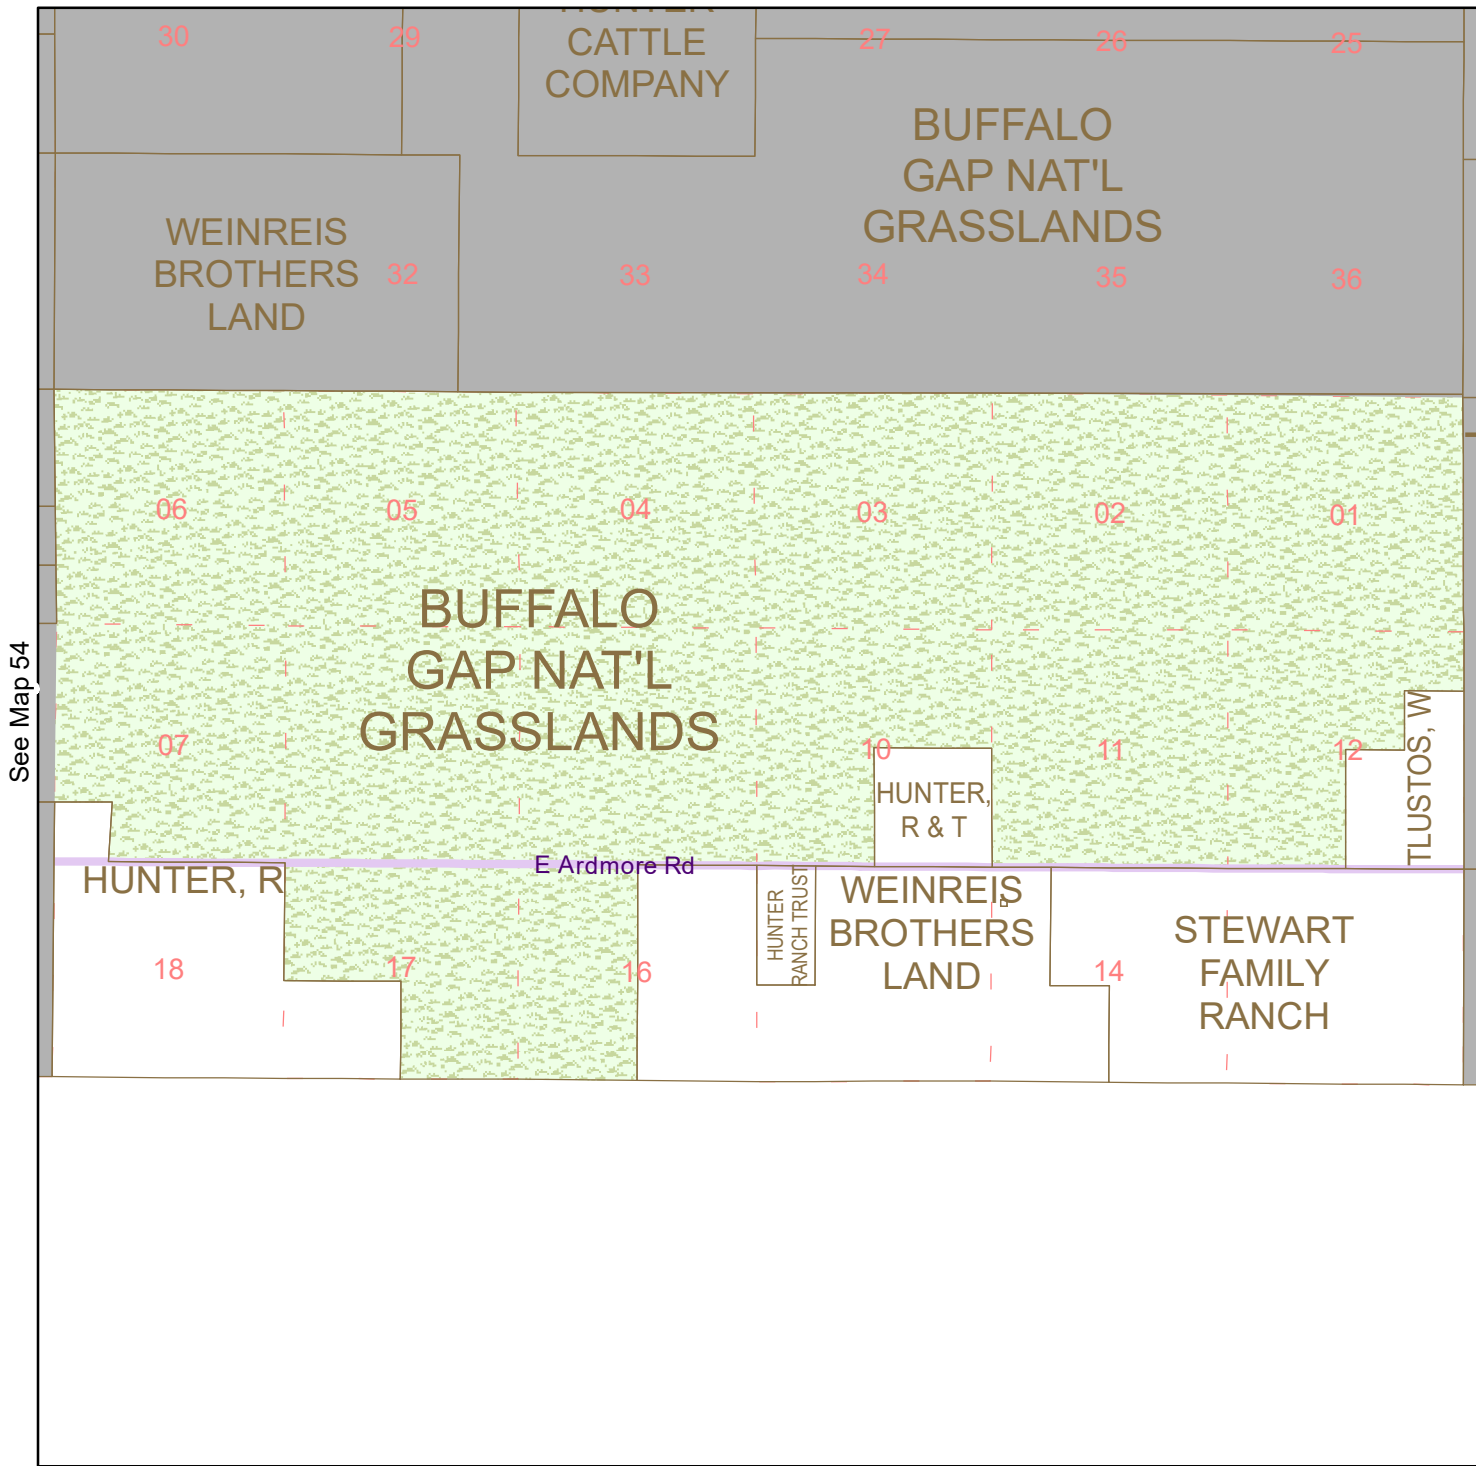 HUNTER
CATTLE
COMPANY
30
29
27
26
25
BUFFALO
GAP NAT'L
GRASSLANDS
WEINREIS
BROTHERS
LAND
32
33
34
35
36
06
05
04
03
02
01
BUFFALO
GAP NAT'L
GRASSLANDS
See Map 54
07
10
11
12
HUNTER,
R & T
TLUSTOS, W
E Ardmore Rd
HUNTER, R
HUNTER
RANCH TRUST
WEINREIS
BROTHERS
LAND
STEWART
FAMILY
RANCH
18
17
16
14